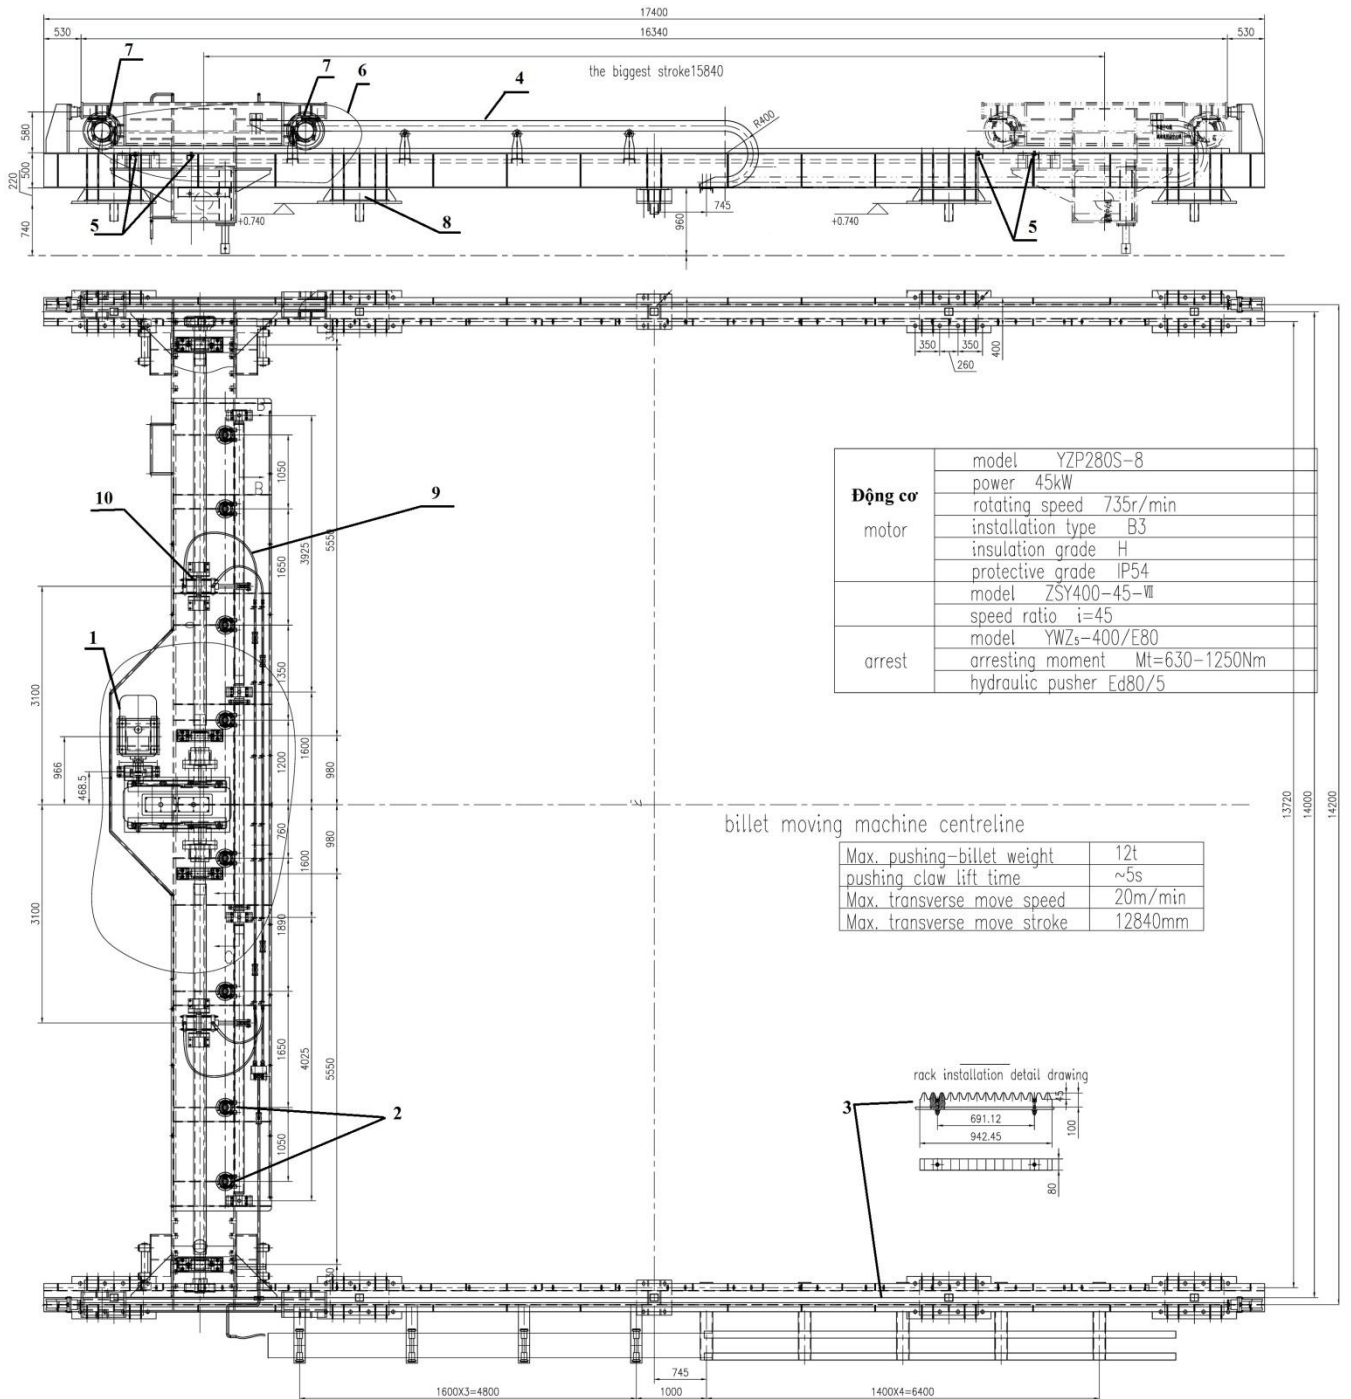 17400
530
16340
530
the biggest stroke15840
7
7
6
4
R400
580
500
220
740
5
+0.740
8
960
745
+0.740
5
350
350
260
400
B
B
10
9
1050
5550
3925
1650
1
3100
1350
966
468.5
1200
1600
980
760
980
1600
3100
1890
1650
4025
5550
2
1050
Động cơ
motor
model YZP280S-8
power 45kW
rotating speed 735r/min
installation type B3
insulation grade H
protective grade IP54
model ZSY400-45-Ⅶ
speed ratio i=45
arrest
model YWZ₅-400/E80
arresting moment Mt=630-1250Nm
hydraulic pusher Ed80/5
13720
14000
14200
billet moving machine centreline
Max. pushing-billet weight 12t
pushing claw lift time ~5s
Max. transverse move speed 20m/min
Max. transverse move stroke 12840mm
rack installation detail drawing
3
45
691.12
100
942.45
80
745
1600X3=4800
1000
1400X4=6400